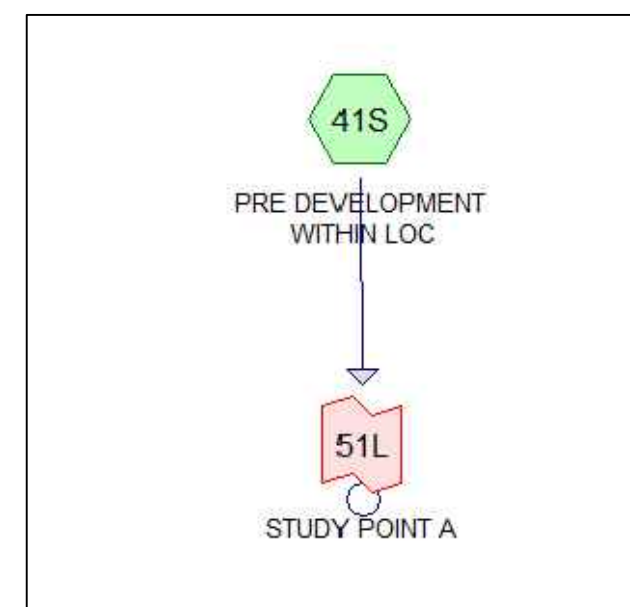 41S
PRE DEVELOPMENT
WITHIN LOC
51L
STUDY POINT A